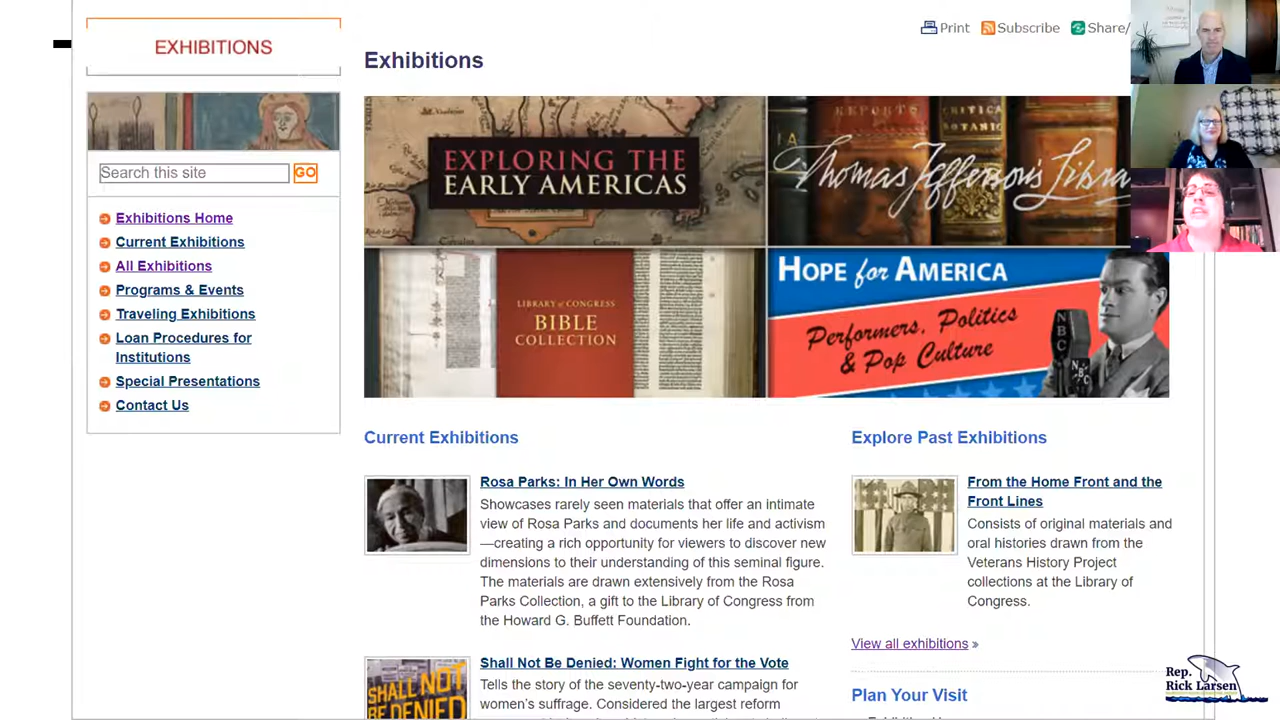 EXHIBITIONS
Search this site
GO
Exhibitions Home
Current Exhibitions
All Exhibitions
Programs & Events
Traveling Exhibitions
Loan Procedures for
Institutions
Special Presentations
Contact Us
Print
Subscribe
Share/
Exhibitions
EXPLORING THE
EARLY AMERICAS
REPORTS
CRITICA
BOTANIC
Thomas Jefferson's Libra
LIBRARY of CONGRESS
BIBLE
COLLECTION
HOPE for AMERICA
Performers, Politics
& Pop Culture
NBC
NBC
Current Exhibitions
Rosa Parks: In Her Own Words
Showcases rarely seen materials that offer an intimate
view of Rosa Parks and documents her life and activism
—creating a rich opportunity for viewers to discover new
dimensions to their understanding of this seminal figure.
The materials are drawn extensively from the Rosa
Parks Collection, a gift to the Library of Congress from
the Howard G. Buffett Foundation.
SHALL NOT
BE DENIED
Shall Not Be Denied: Women Fight for the Vote
Tells the story of the seventy-two-year campaign for
women's suffrage. Considered the largest reform
Explore Past Exhibitions
From the Home Front and the
Front Lines
Consists of original materials and
oral histories drawn from the
Veterans History Project
collections at the Library of
Congress.
View all exhibitions »
Plan Your Visit
Rep.
Rick Larsen